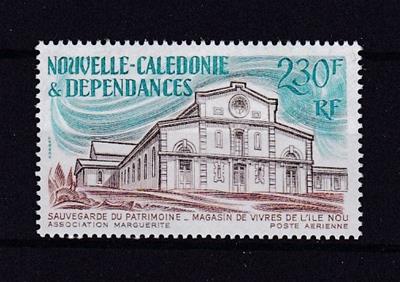 NOUVELLE-CALEDONIE
& DEPENDANCES
230F
RF
SAUVEGARDE DU PATRIMOINE _ MAGASIN DE VIVRES DE L'ILE NOU
ASSOCIATION MARGUERITE
POSTE AERIENNE